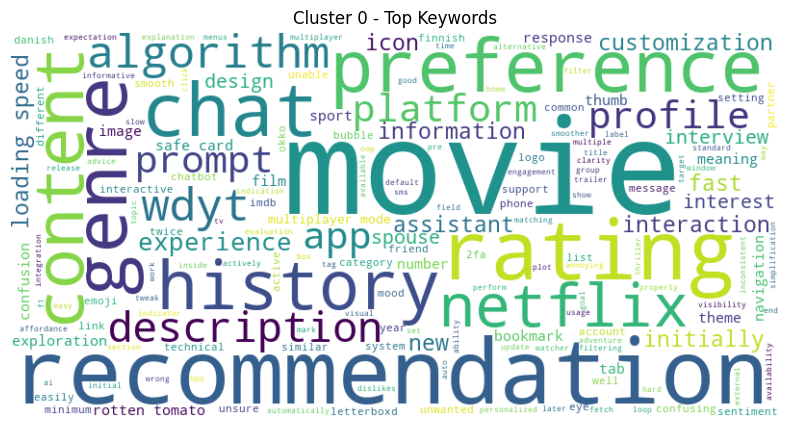 Cluster 0 - Top Keywords
danish
expectation
explanation
menus
multiplayer
time
alternative
finnish
response
customization
informative
smooth
click
unable
icon
good
filter
home
algorithm
preference
loading speed
different
content
genre
slow
image
design
chat
platform
sport
common
thumb
setting
partner
profile
safe card
bubble
information
smoother
label
interview
release
advice
okko
movie
logo
multiple
clarity
standard
way
title
group
target
meaning
prompt
interactive
chatbot
film
indication
available
oop
pre
engagement
trailer
window
fast
default
sms
support
show
message
interest
wdyt
imdb
field
phone
matching
topic
tv
evaluation
twice
multiplayer mode
assistant
interaction
confusion
integration
experience
app
spouse
rating
inside
actively
active
box
category
friend
number
2fa
list
plot
annoying
thriller
inconsistent
navigation
simplification
work
tag
history
mood
netflix
perform
goal
usage
properly
visibility
f1
tweak
emoji
easy
indicator
link
mark
visual
year
set
system
ability
bookmark
theme
end
affordance
description
new
account
initially
exploration
section
technical
similar
update
watcher
adventure
filtering
tab
well
availability
ai
initial
wrong
hbo
recommendation
auto
hard
external
easily
dislikes
confusing
minimum
rotten tomato
unsure
automatically
letterboxd
unwanted
personalized
later
eye
fetch
loop
sentiment